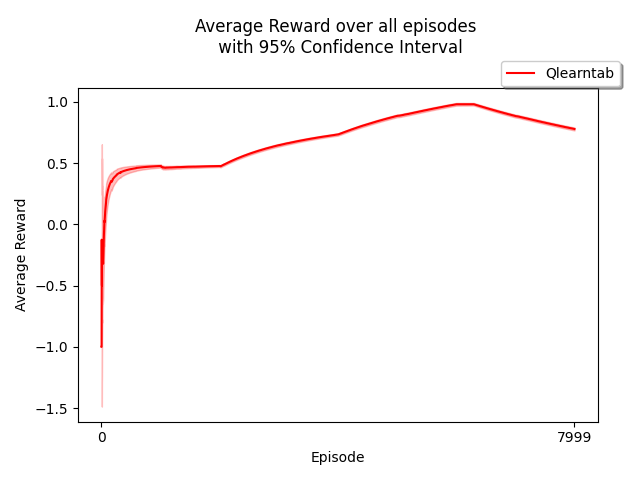 Average Reward over all episodes
with 95% Confidence Interval
Qlearntab
1.0
0.5
0.0
−0.5
−1.0
−1.5
Average Reward
0
7999
Episode